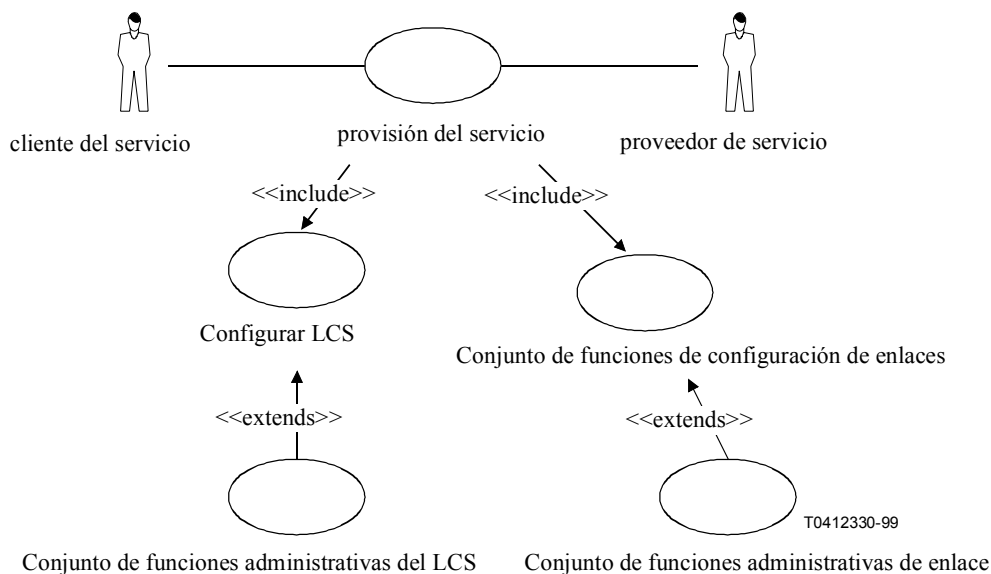 cliente del servicio
provisión del servicio
proveedor de servicio
<<include>>
<<include>>
Configurar LCS
Conjunto de funciones de configuración de enlaces
<<extends>>
<<extends>>
T0412330-99
Conjunto de funciones administrativas del LCS
Conjunto de funciones administrativas de enlace